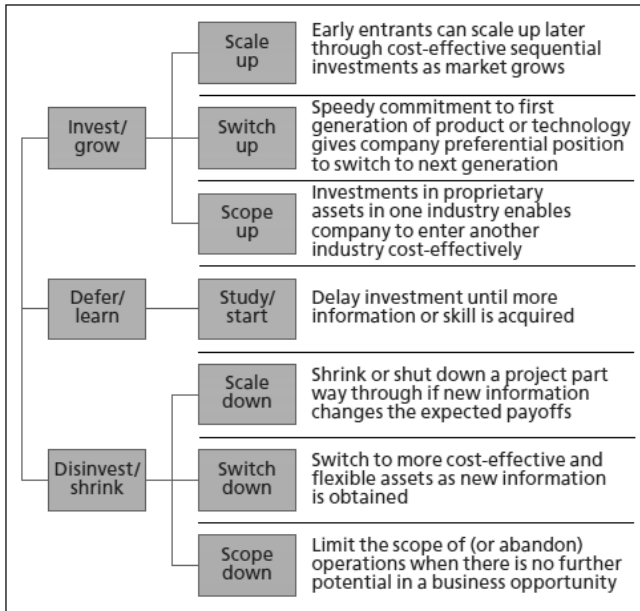 Invest/
grow
Scale
up
Early entrants can scale up later
through cost-effective sequential
investments as market grows
Switch
up
Speedy commitment to first
generation of product or technology
gives company preferential position
to switch to next generation
Scope
up
Investments in proprietary
assets in one industry enables
company to enter another
industry cost-effectively
Defer/
learn
Study/
start
Delay investment until more
information or skill is acquired
Disinvest/
shrink
Scale
down
Shrink or shut down a project part
way through if new information
changes the expected payoffs
Switch
down
Switch to more cost-effective and
flexible assets as new information
is obtained
Scope
down
Limit the scope of (or abandon)
operations when there is no further
potential in a business opportunity